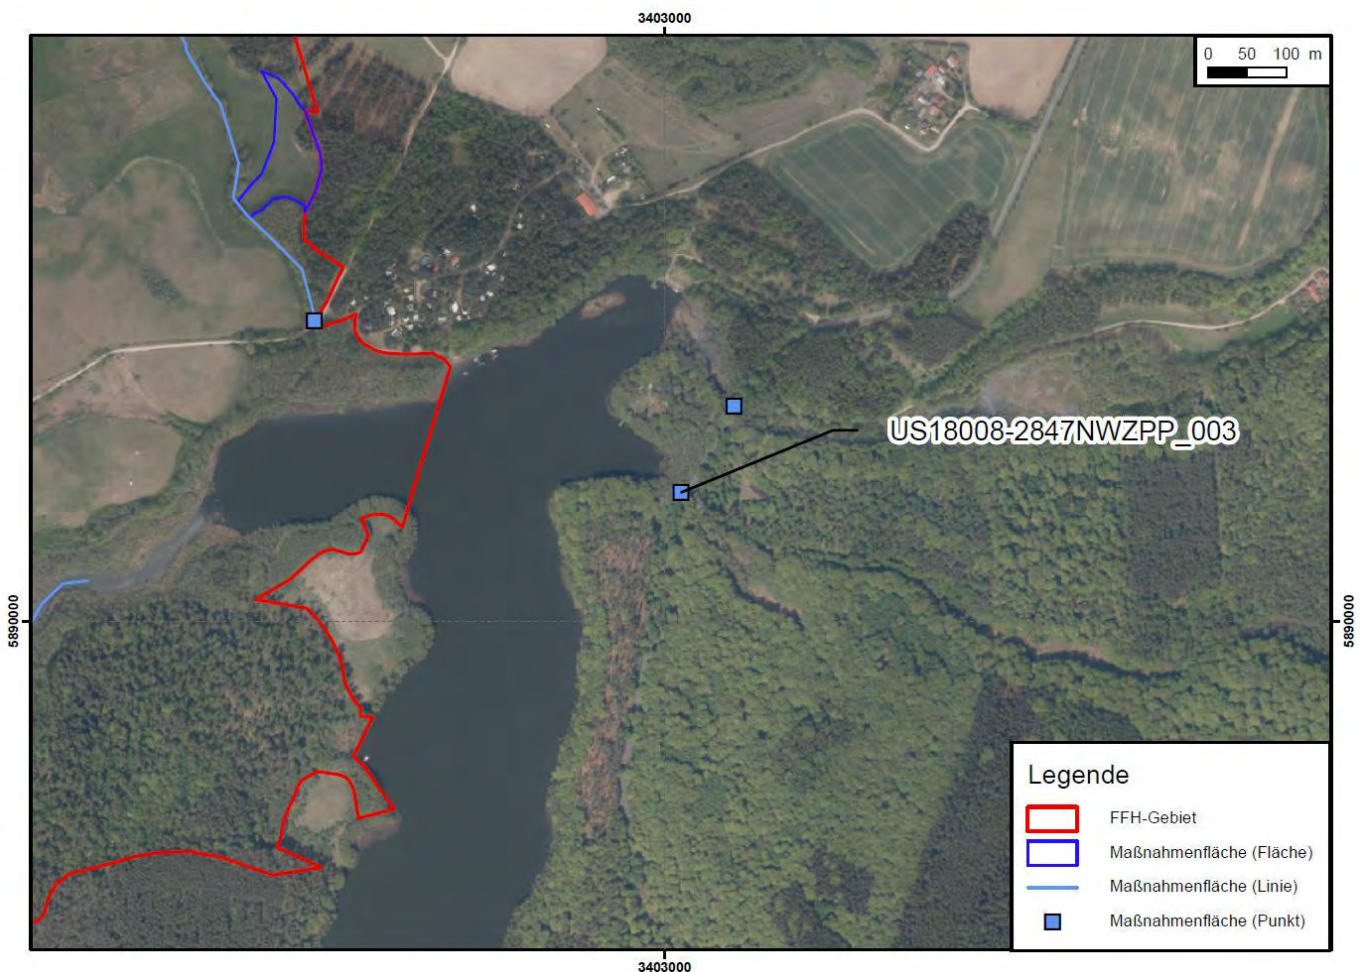 3403000
0 50 100 m
US18008-2847NWZPP_003
5890000
5890000
Legende
FFH-Gebiet
Maßnahmenfläche (Fläche)
Maßnahmenfläche (Linie)
Maßnahmenfläche (Punkt)
3403000